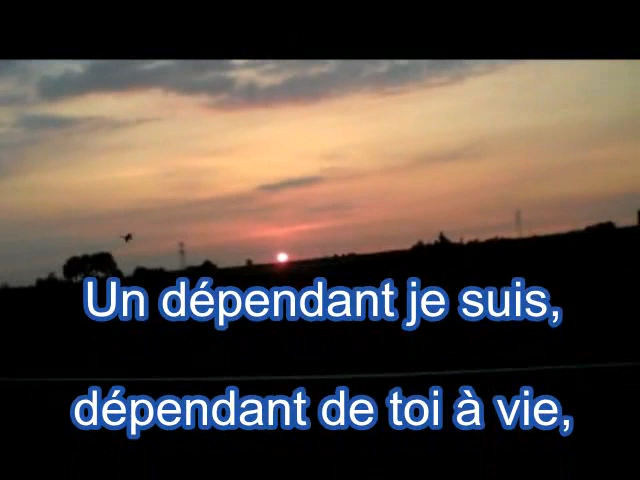 Un dépendant je suis,
dépendant de toi à vie,